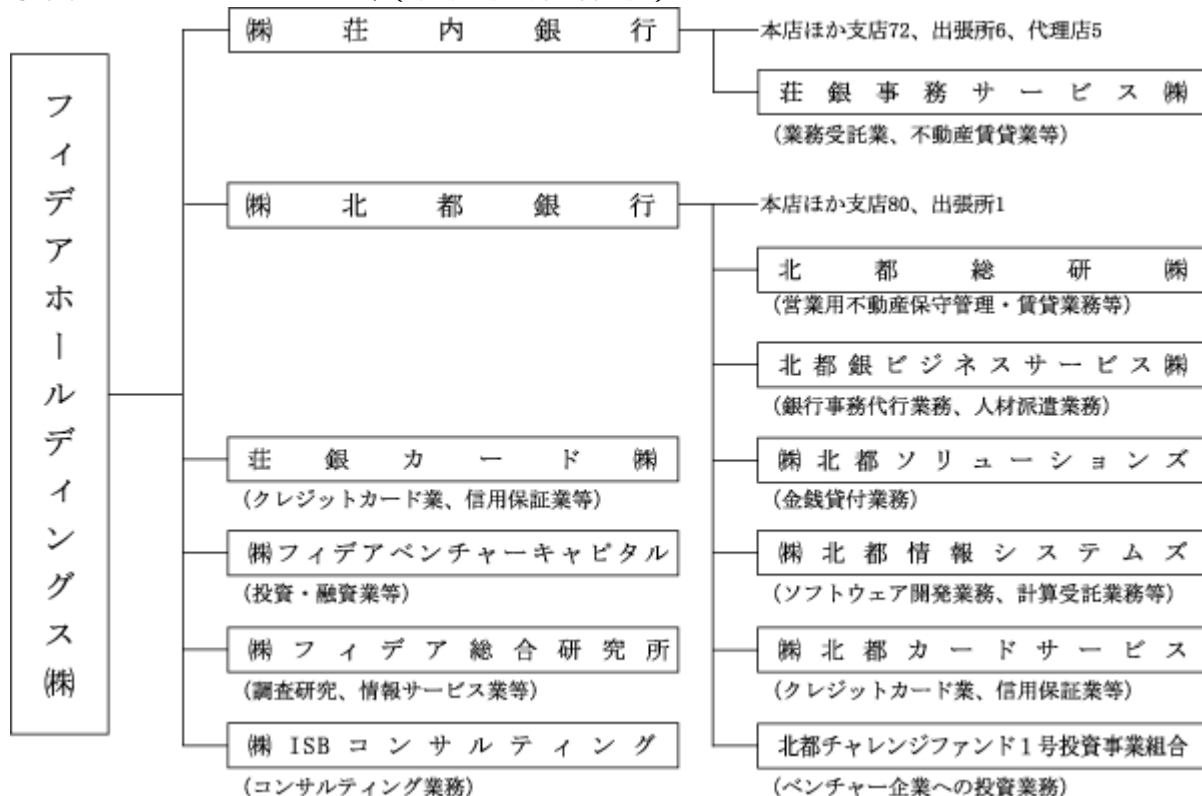 フィデアホールディングス㈱
㈱荘内銀行
本店ほか支店72、出張所6、代理店5
荘銀事務サービス㈱
(業務受託業、不動産賃貸業等)
㈱北都銀行
本店ほか支店80、出張所1
北都総研㈱
(営業用不動産保守管理・賃貸業務等)
北都銀ビジネスサービス㈱
(銀行事務代行業務、人材派遣業務)
㈱北都ソリューションズ
(金銭貸付業務)
㈱北都情報システムズ
(ソフトウェア開発業務、計算受託業務等)
㈱北都カードサービス
(クレジットカード業、信用保証業等)
北都チャレンジファンド1号投資事業組合
(ベンチャー企業への投資業務)
荘銀カード㈱
(クレジットカード業、信用保証業等)
㈱フィデアベンチャーキャピタル
(投資・融資業等)
㈱フィデア総合研究所
(調査研究、情報サービス業等)
㈱ISBコンサルティング
(コンサルティング業務)